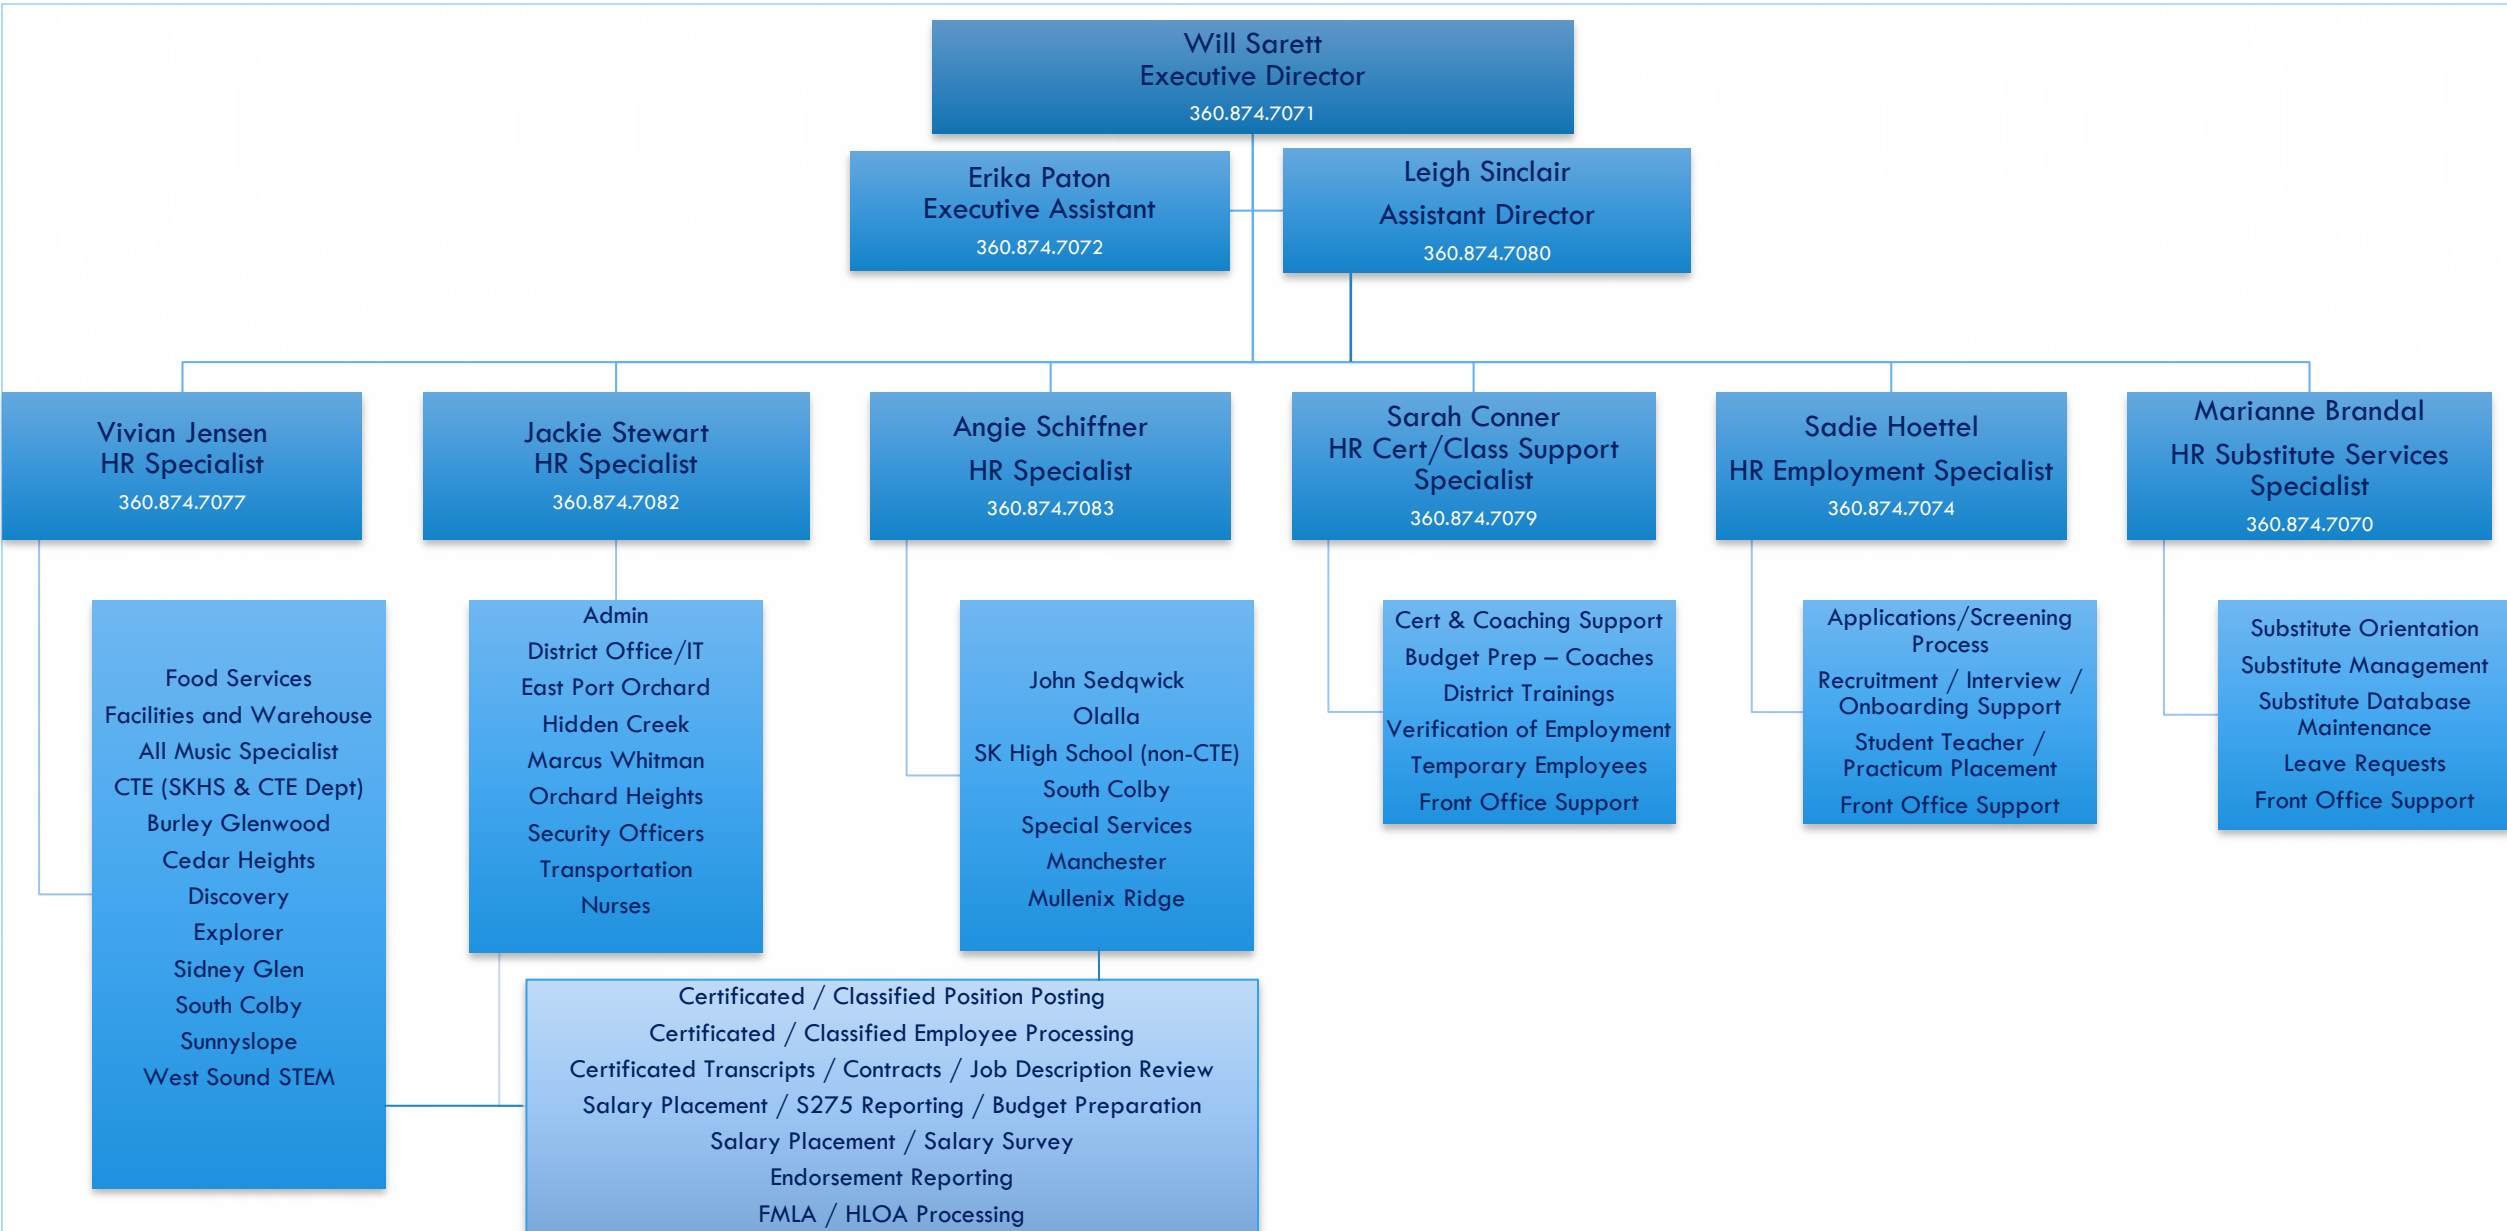 Will Sarett
Executive Director
360.874.7071
Erika Paton
Executive Assistant
360.874.7072
Leigh Sinclair
Assistant Director
360.874.7080
Vivian Jensen
HR Specialist
360.874.7077
Jackie Stewart
HR Specialist
360.874.7082
Angie Schiffner
HR Specialist
360.874.7083
Sarah Conner
HR Cert/Class Support
Specialist
360.874.7079
Sadie Hoettel
HR Employment Specialist
360.874.7074
Marianne Brandal
HR Substitute Services
Specialist
360.874.7070
Food Services
Facilities and Warehouse
All Music Specialist
CTE (SKHS & CTE Dept)
Burley Glenwood
Cedar Heights
Discovery
Explorer
Sidney Glen
South Colby
Sunnyslope
West Sound STEM
Admin
District Office/IT
East Port Orchard
Hidden Creek
Marcus Whitman
Orchard Heights
Security Officers
Transportation
Nurses
John Sedqwick
Olalla
SK High School (non-CTE)
South Colby
Special Services
Manchester
Mullenix Ridge
Cert & Coaching Support
Budget Prep – Coaches
District Trainings
Verification of Employment
Temporary Employees
Front Office Support
Applications/Screening
Process
Recruitment / Interview /
Onboarding Support
Student Teacher /
Practicum Placement
Front Office Support
Substitute Orientation
Substitute Management
Substitute Database
Maintenance
Leave Requests
Front Office Support
Certificated / Classified Position Posting
Certificated / Classified Employee Processing
Certificated Transcripts / Contracts / Job Description Review
Salary Placement / S275 Reporting / Budget Preparation
Salary Placement / Salary Survey
Endorsement Reporting
FMLA / HLOA Processing